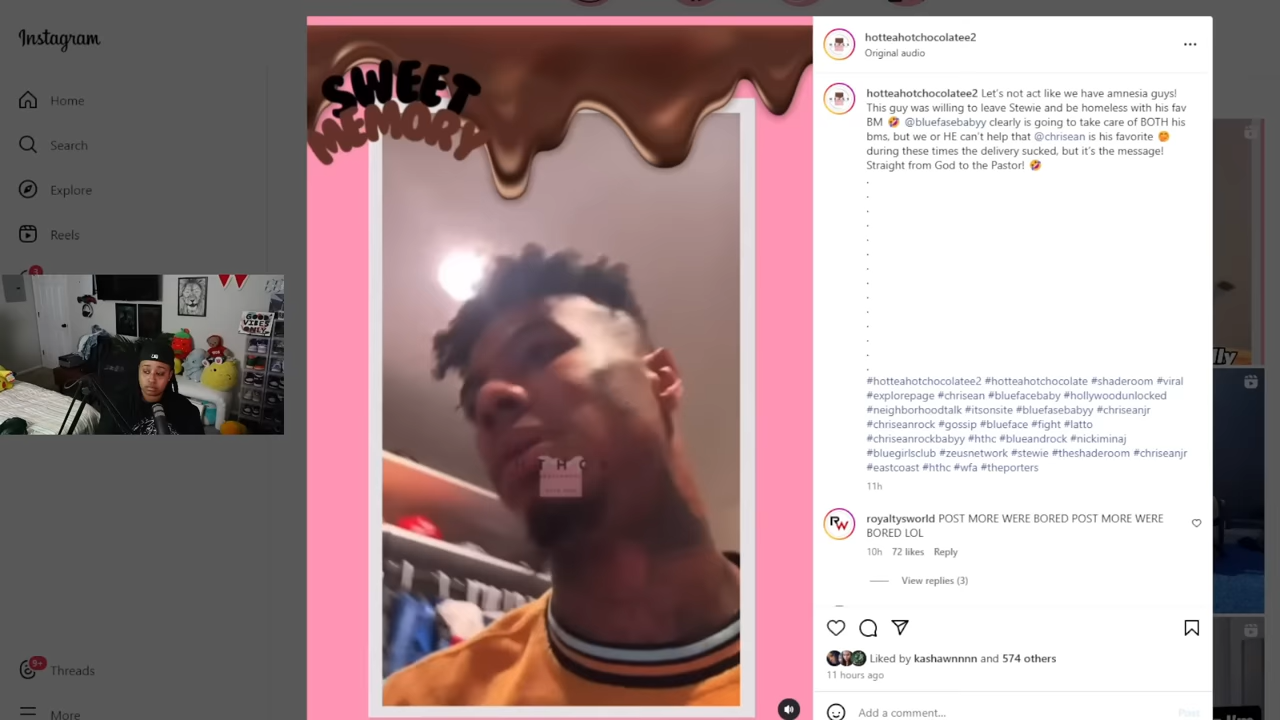 Instagram
Home
Search
Explore
Reels
Threads
9+
More
GOOD
VIBES
ONLY
SWEET
MEMORY
hotteahotchocolatee2
Original audio
hotteahotchocolatee2 Let's not act like we have amnesia guys!
This guy was willing to leave Stewie and be homeless with his fav
BM 🤣 @bluefasebabyy clearly is going to take care of BOTH his
bms, but we or HE can't help that @chrisean is his favorite 🤭
during these times the delivery sucked, but it's the message!
Straight from God to the Pastor! 🤣
.
.
.
.
.
.
.
.
.
.
.
.
.
.
#hotteahotchocolatee2 #hotteahotchocolate #shaderoom #viral
#explorepage #chrisean #bluefacebaby #hollywoodunlocked
#neighborhoodtalk #itsonsite #bluefasebabyy #chriseanjr
#chriseanrock #gossip #blueface #fight #latto
#chriseanrockbabyy #hthc #blueandrock #nickiminaj
#bluegirlsclub #zeusnetwork #stewie #theshaderoom #chriseanjr
#eastcoast #hthc #wfa #theporters
11h
RW
royaltysworld POST MORE WERE BORED POST MORE WERE
BORED LOL
10h 72 likes Reply
View replies (3)
Liked by kashawnnnn and 574 others
11 hours ago
Add a comment...
Post